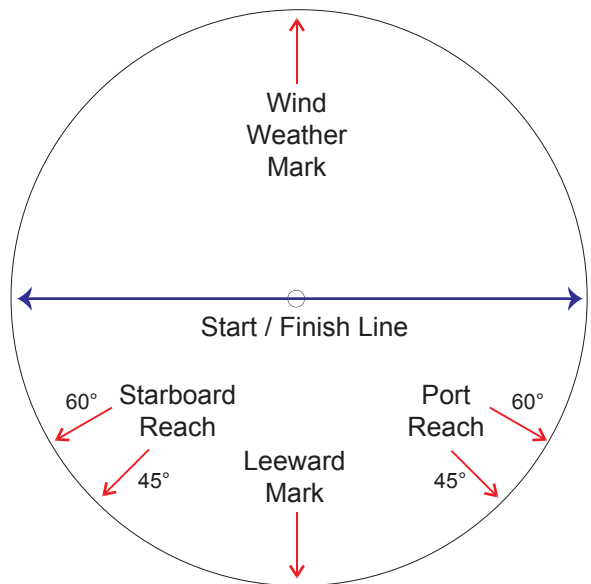 Wind
Weather
Mark
Start / Finish Line
60°
Starboard
Reach
45°
Leeward
Mark
Port
Reach
60°
45°